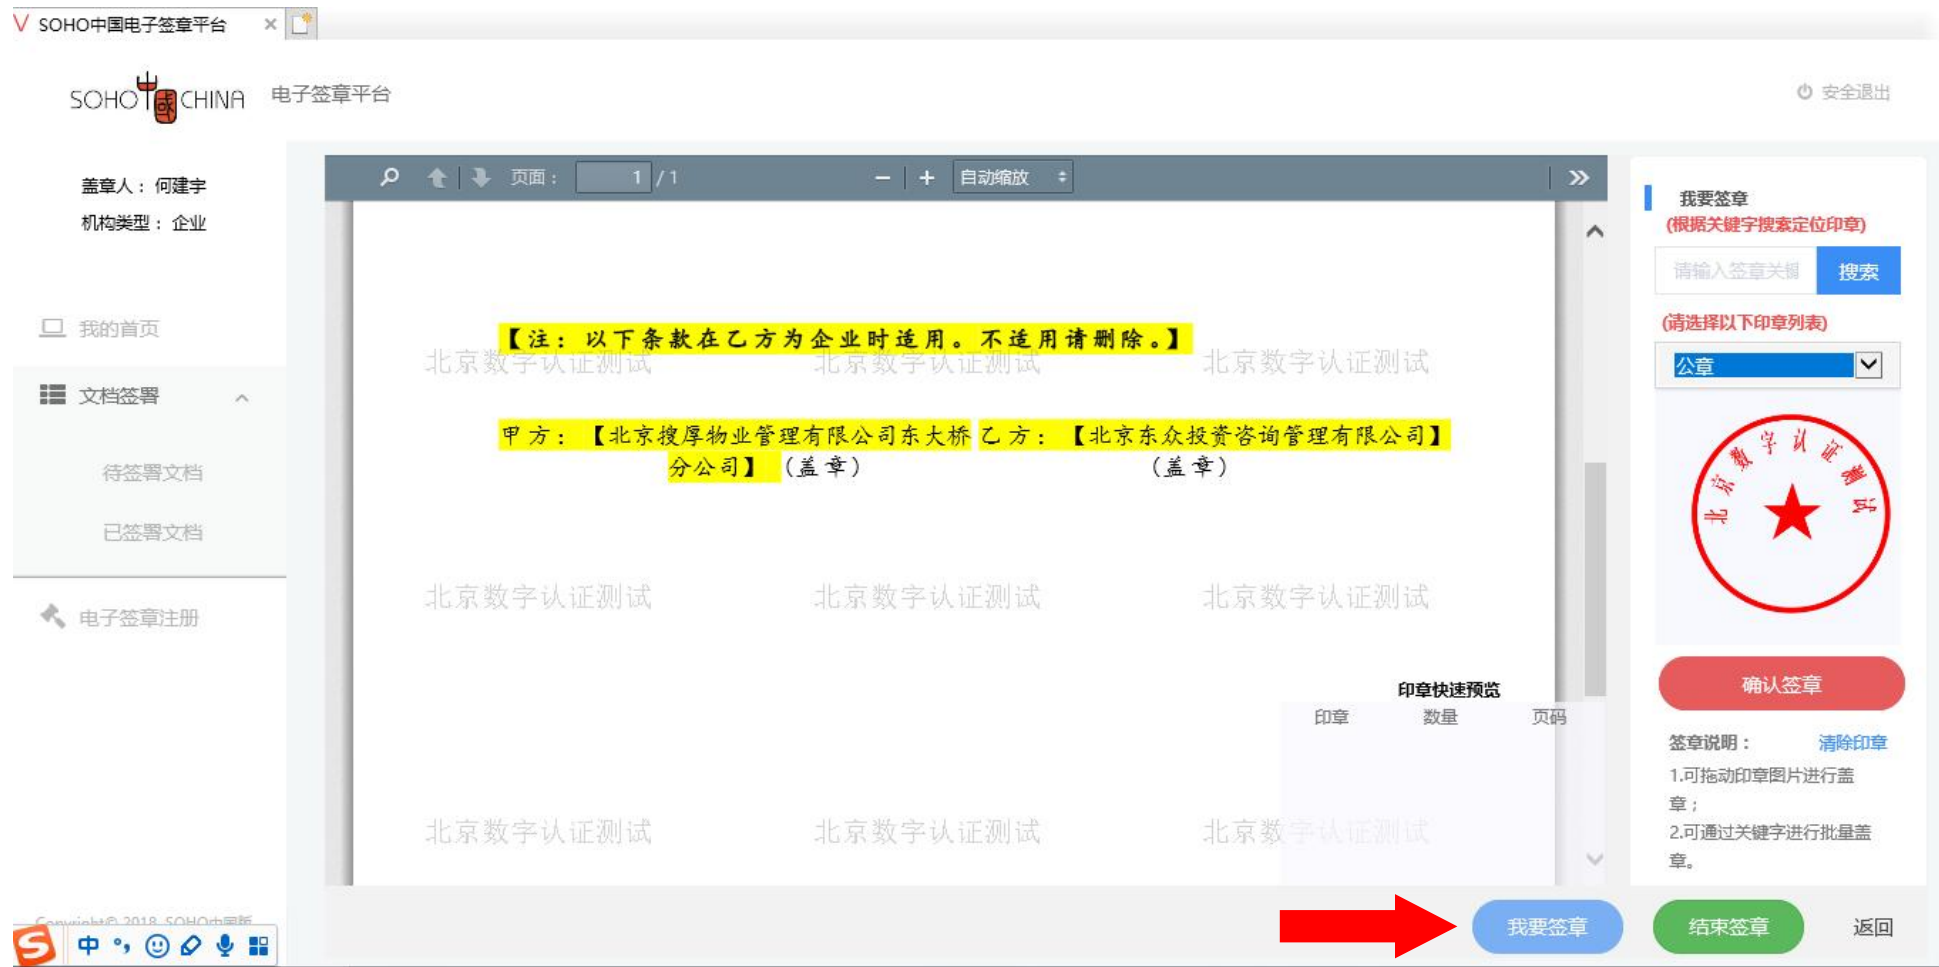 SOHO中国电子签章平台
SOHO CHINA 电子签章平台
安全退出
盖章人：何建宇
机构类型：企业
我的首页
文档签署
待签署文档
已签署文档
电子签章注册
页面：
1 / 1
自动缩放
【注：以下条款在乙方为企业时适用。不适用请删除。】
北京数字认证测试 北京数字认证测试 北京数字认证测试
甲方：【北京搜厚物业管理有限公司东大桥 乙方：【北京东众投资咨询管理有限公司】
分公司】（盖章） （盖章）
北京数字认证测试 北京数字认证测试 北京数字认证测试
印章快速预览
印章 数量 页码
北京数字认证测试 北京数字认证测试 北京数字认证测试
我要签章
(根据关键字搜索定位印章)
请输入签章关
搜索
(请选择以下印章列表)
公章
北京数字认证测试
确认签章
签章说明： 清除印章
1.可拖动印章图片进行盖
章；
2.可通过关键字进行批量盖
章。
我要签章
结束签章
返回
Copyright© 2018 SOHO中国版
中